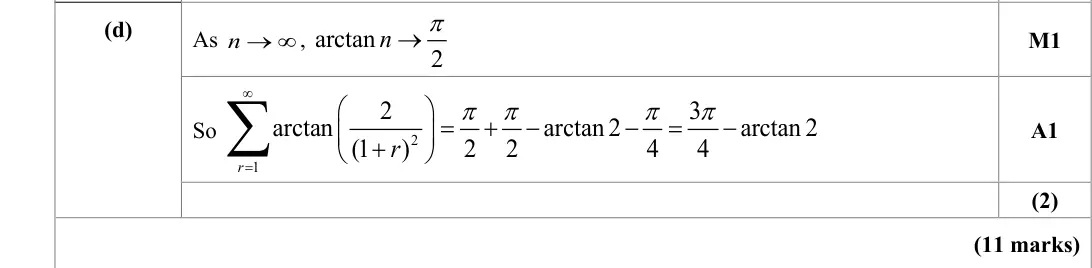 (d) As n → ∞, arctan n → π/2 M1
So ∑_{r=1}^{∞} arctan(2/(1+r)²) = π/2 + π/2 − arctan 2 − π/4 = 3π/4 − arctan 2 A1
(2)
(11 marks)